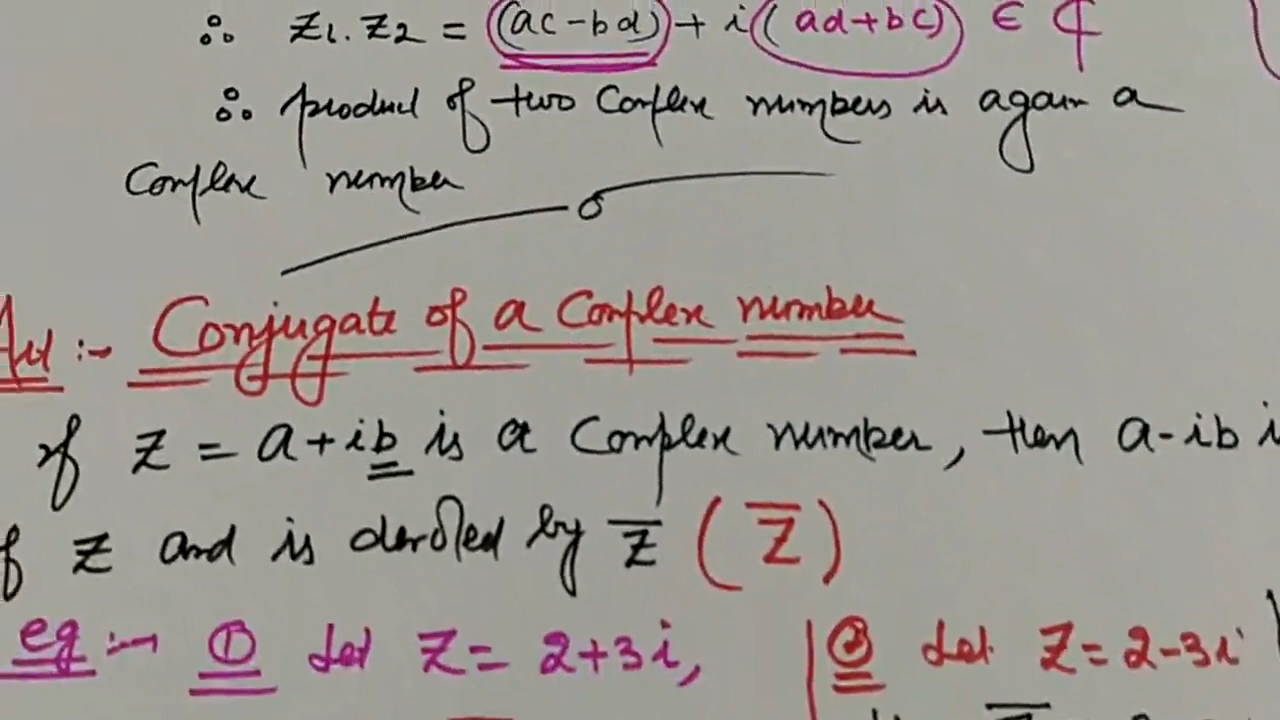 ∴ Z₁.Z₂ = (ac-bd) + i(ad+bc) ∈ ₵
∴ product of two Complex numbers is again a
Complex number
:- Conjugate of a Complex number
If Z = a+ib is a Complex number, then a-ib i
of Z and is denoted by Z̅ (Z̅)
eg:- ① Let Z = 2+3i,
② Let Z = 2-3i